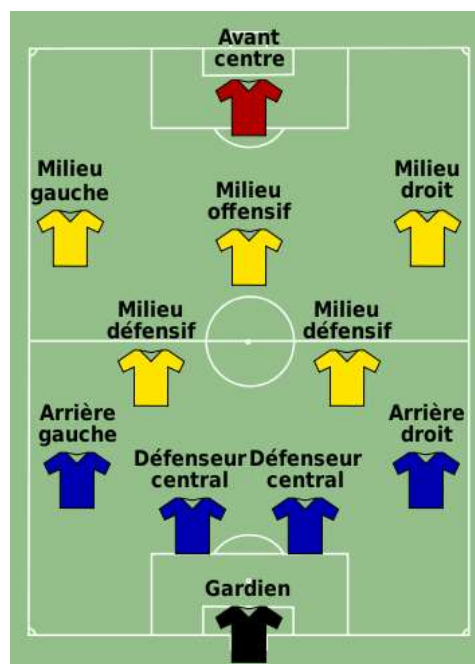 Avant
centre
Milieu
gauche
Milieu
offensif
Milieu
droit
Milieu
défensif
Milieu
défensif
Arrière
gauche
Défenseur
central
Défenseur
central
Arrière
droit
Gardien